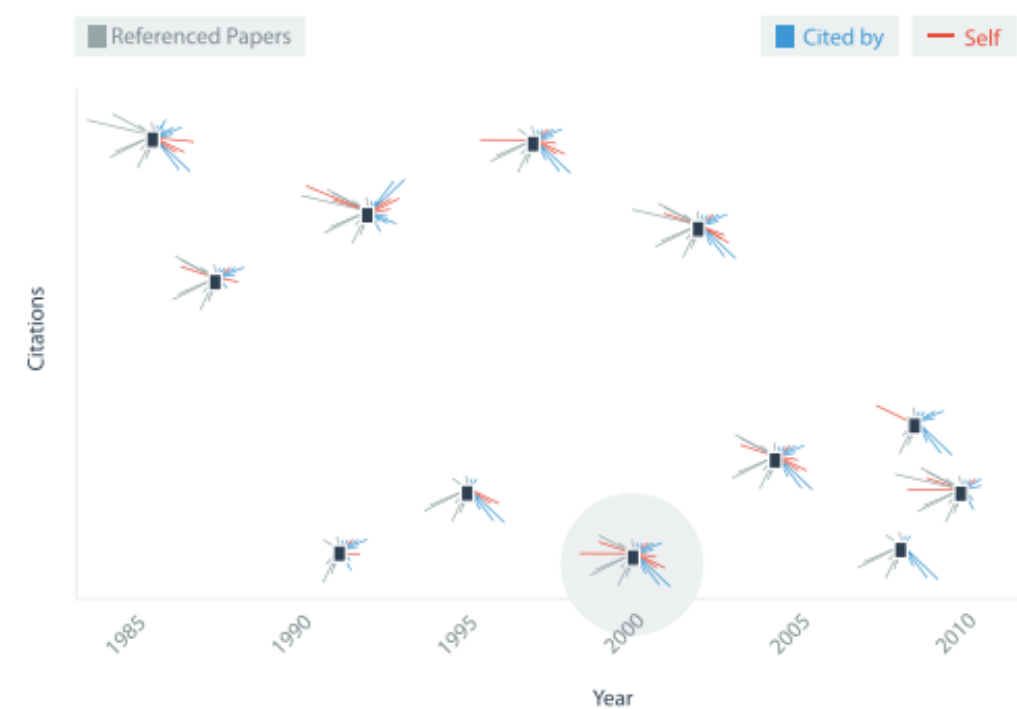 Referenced Papers
Cited by
Self
Citations
1985
1990
1995
2000
2005
2010
Year